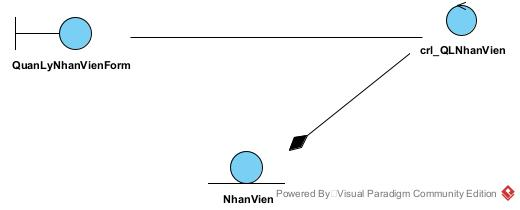 QuanLyNhanVienForm
crl_QLNhanVien
NhanVien
Powered By Visual Paradigm Community Edition